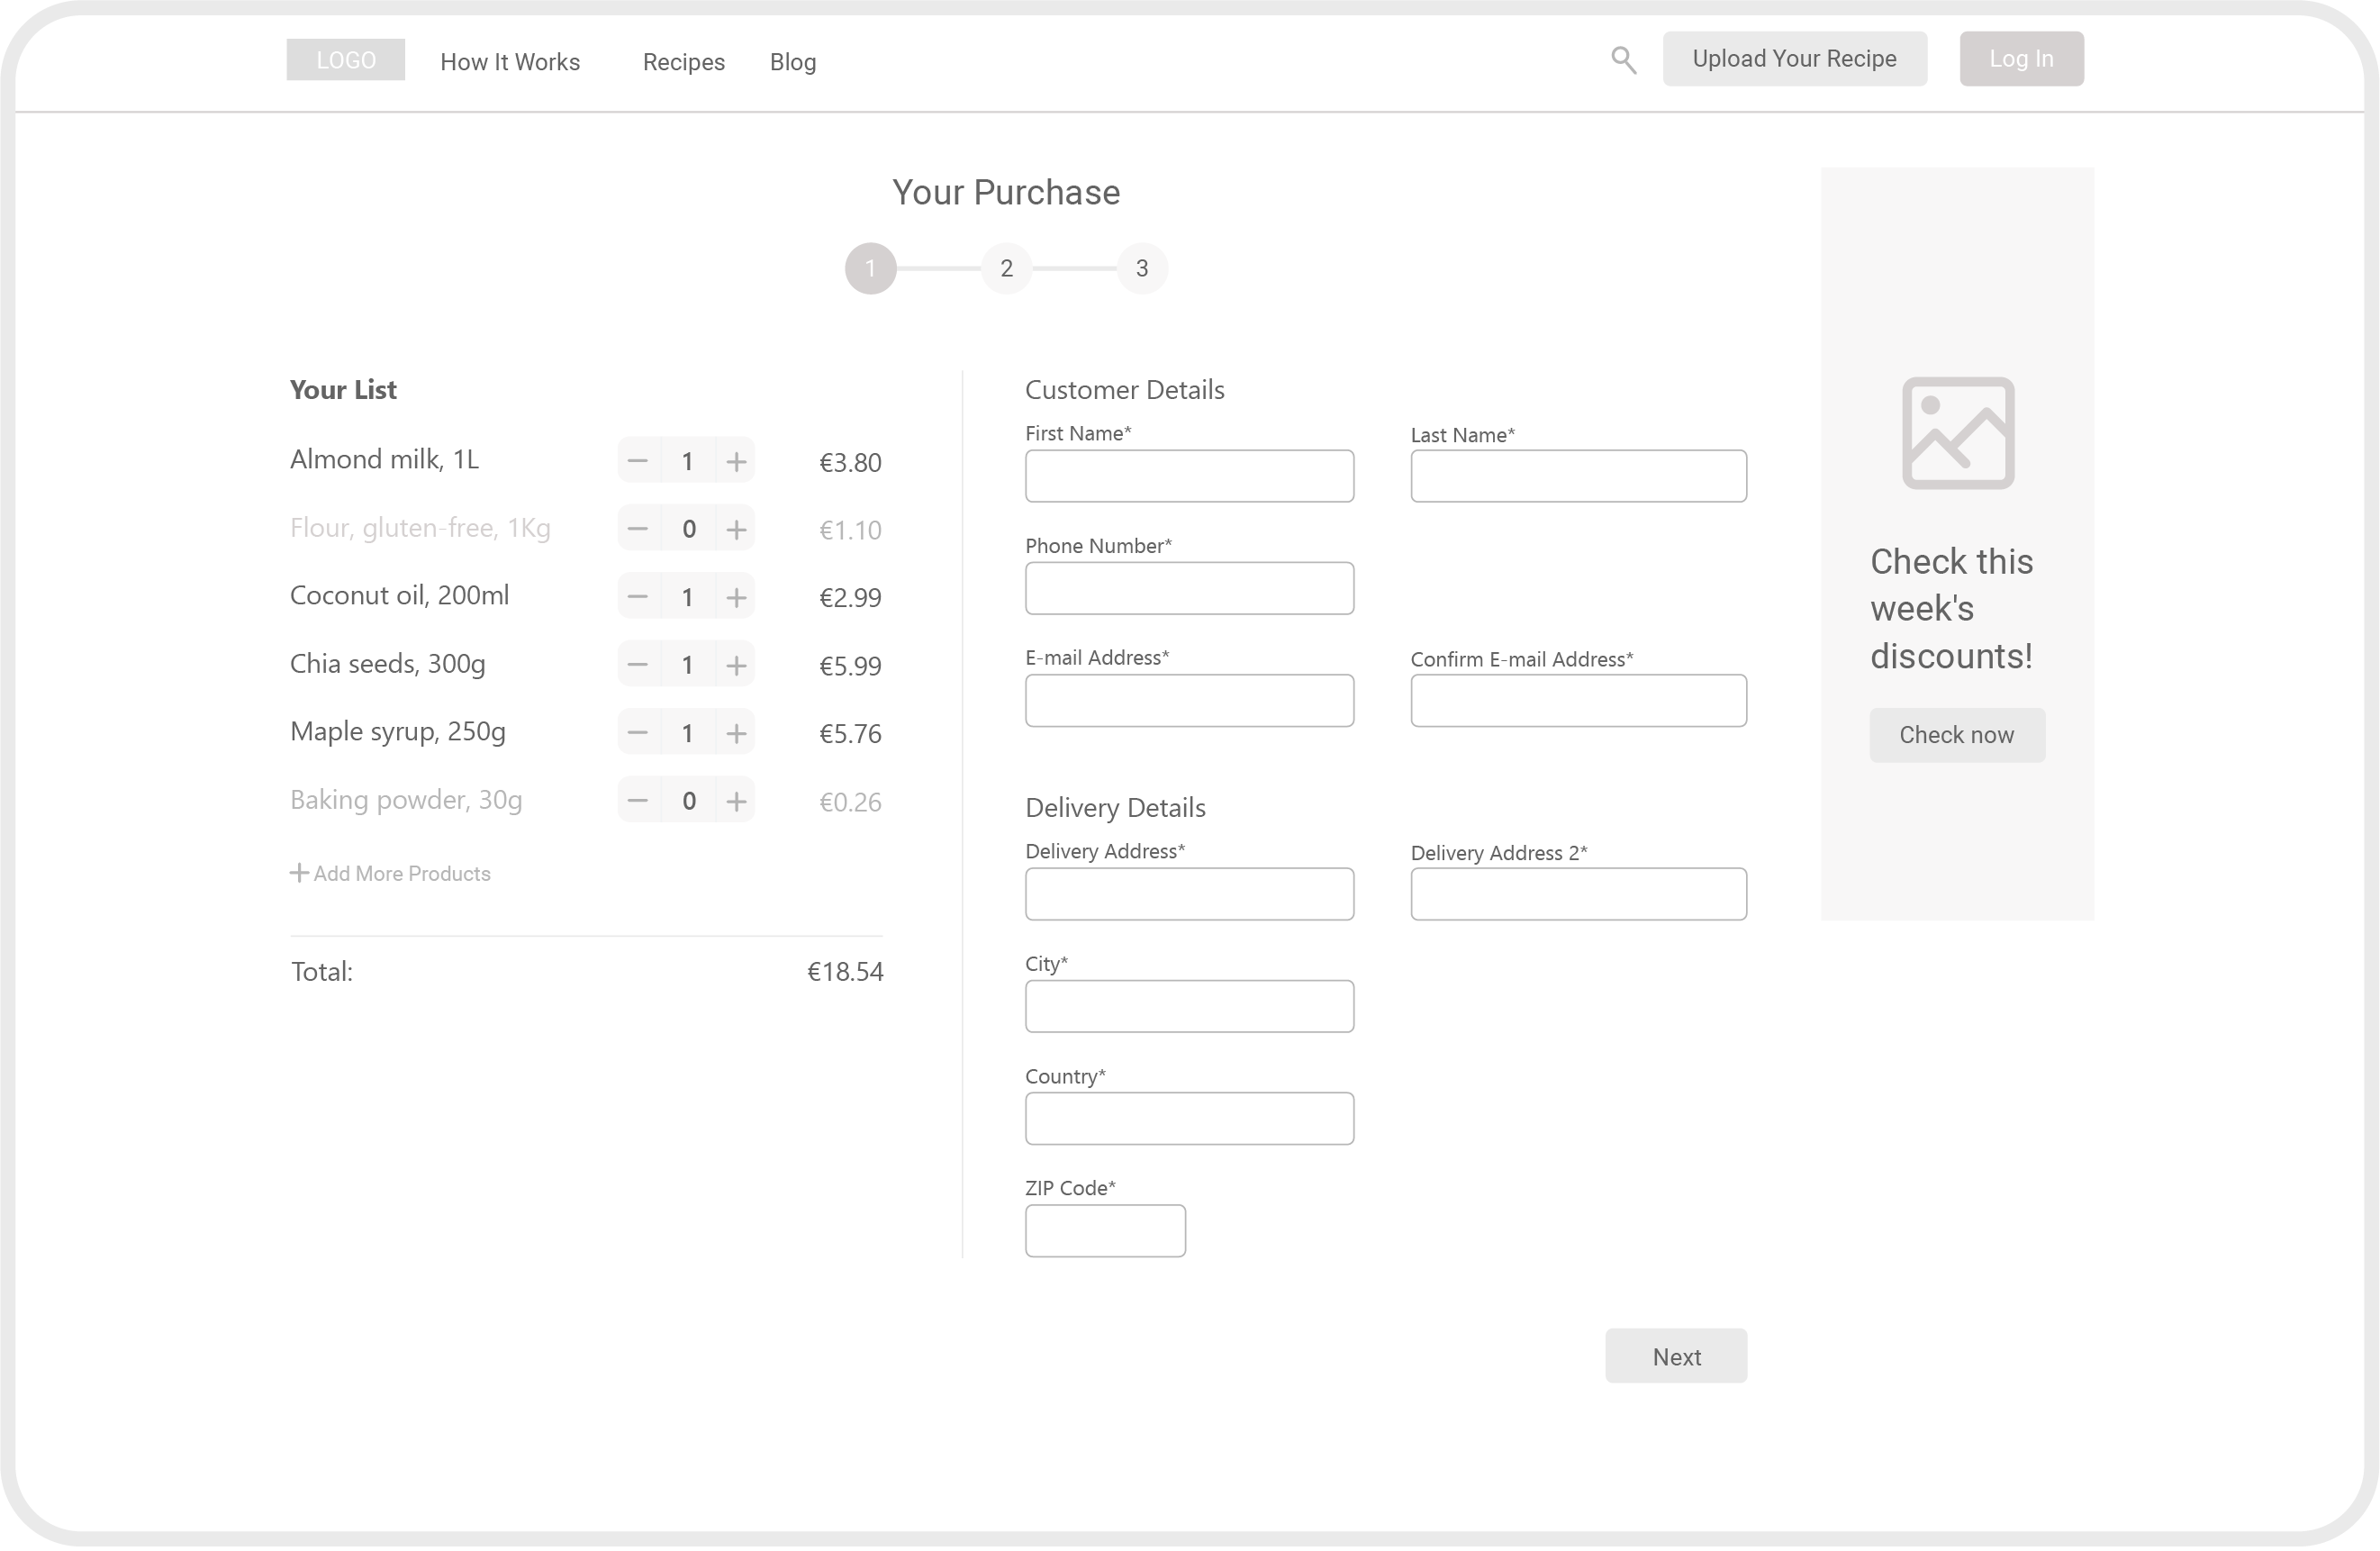 LOGO How It Works Recipes Blog Upload Your Recipe Log In
Your Purchase
1 2 3
Your List
Almond milk, 1L 1 €3.80
Flour, gluten-free, 1Kg 0 €1.10
Coconut oil, 200ml 1 €2.99
Chia seeds, 300g 1 €5.99
Maple syrup, 250g 1 €5.76
Baking powder, 30g 0 €0.26
Add More Products
Total: €18.54
Customer Details
First Name* Last Name*
Phone Number*
E-mail Address* Confirm E-mail Address*
Delivery Details
Delivery Address* Delivery Address 2*
City*
Country*
ZIP Code*
Next
Check this
week's
discounts!
Check now